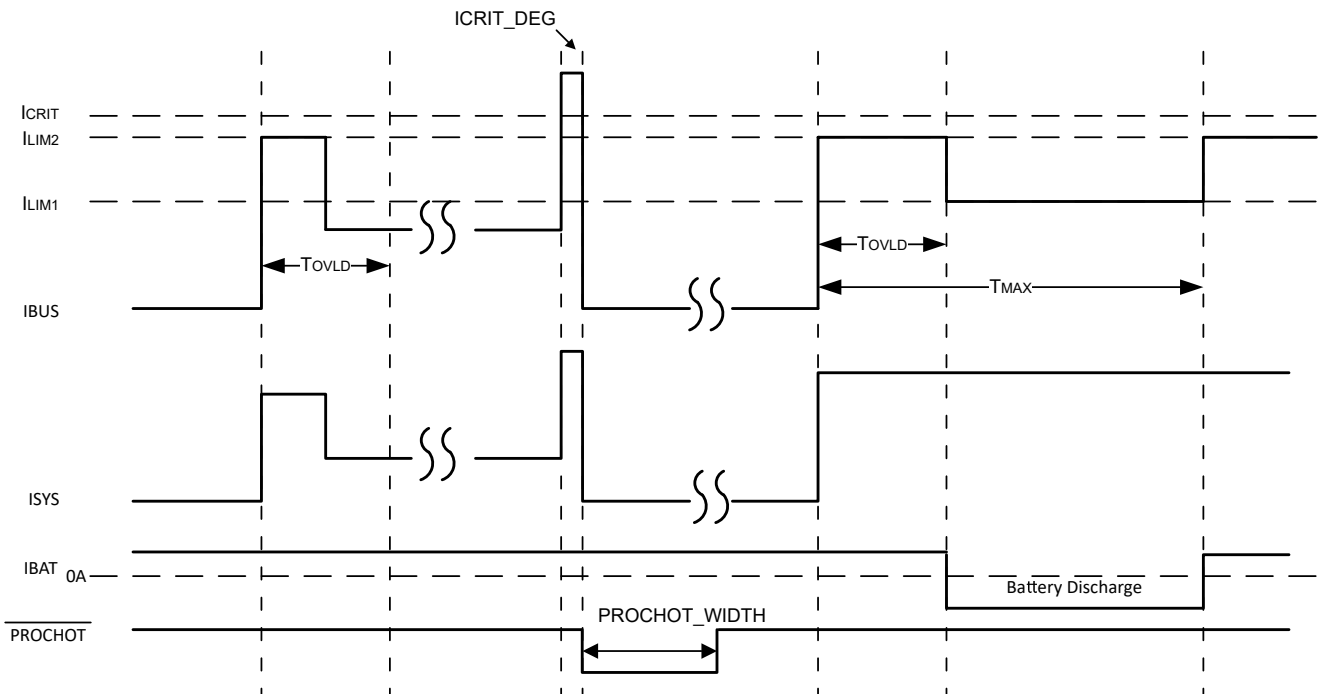 ICRIT_DEG
ICRIT
ILIM2
ILIM1
TOVLD
TOVLD
TMAX
IBUS
ISYS
IBAT 0A
Battery Discharge
PROCHOT_WIDTH
PROCHOT